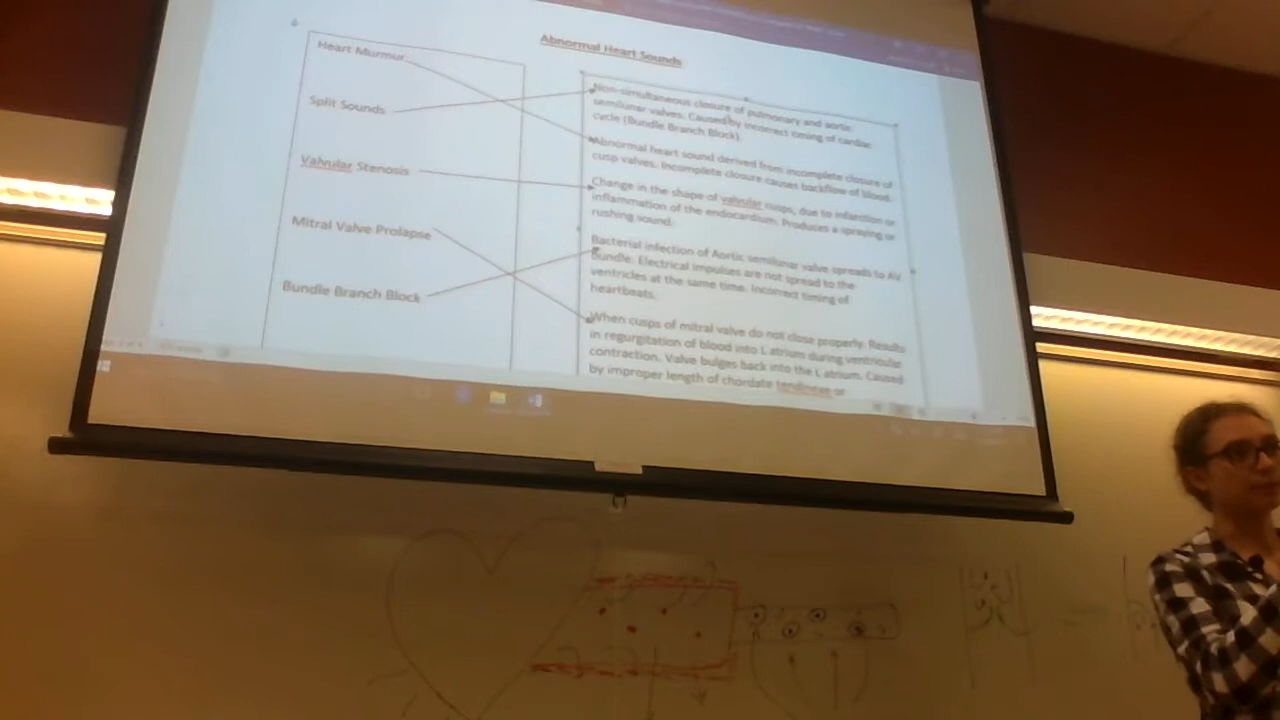 Abnormal Heart Sounds
Heart Murmur
Split Sounds
Valvular Stenosis
Mitral Valve Prolapse
Bundle Branch Block
Non-simultaneous closure of pulmonary and aortic
semilunar valves. Caused by incorrect timing of cardiac
cycle (Bundle Branch Block).
Abnormal heart sound derived from incomplete closure of
cusp valves. Incomplete closure causes backflow of blood.
Change in the shape of valvular cusps, due to infarction or
inflammation of the endocardium. Produces a spraying or
rushing sound.
Bacterial infection of Aortic semilunar valve spreads to AV
Bundle. Electrical impulses are not spread to the
ventricles at the same time. Incorrect timing of
heartbeats.
When cusps of mitral valve do not close properly. Results
in regurgitation of blood into L atrium during ventricular
contraction. Valve bulges back into the L atrium. Caused
by improper length of chordate tendineae or